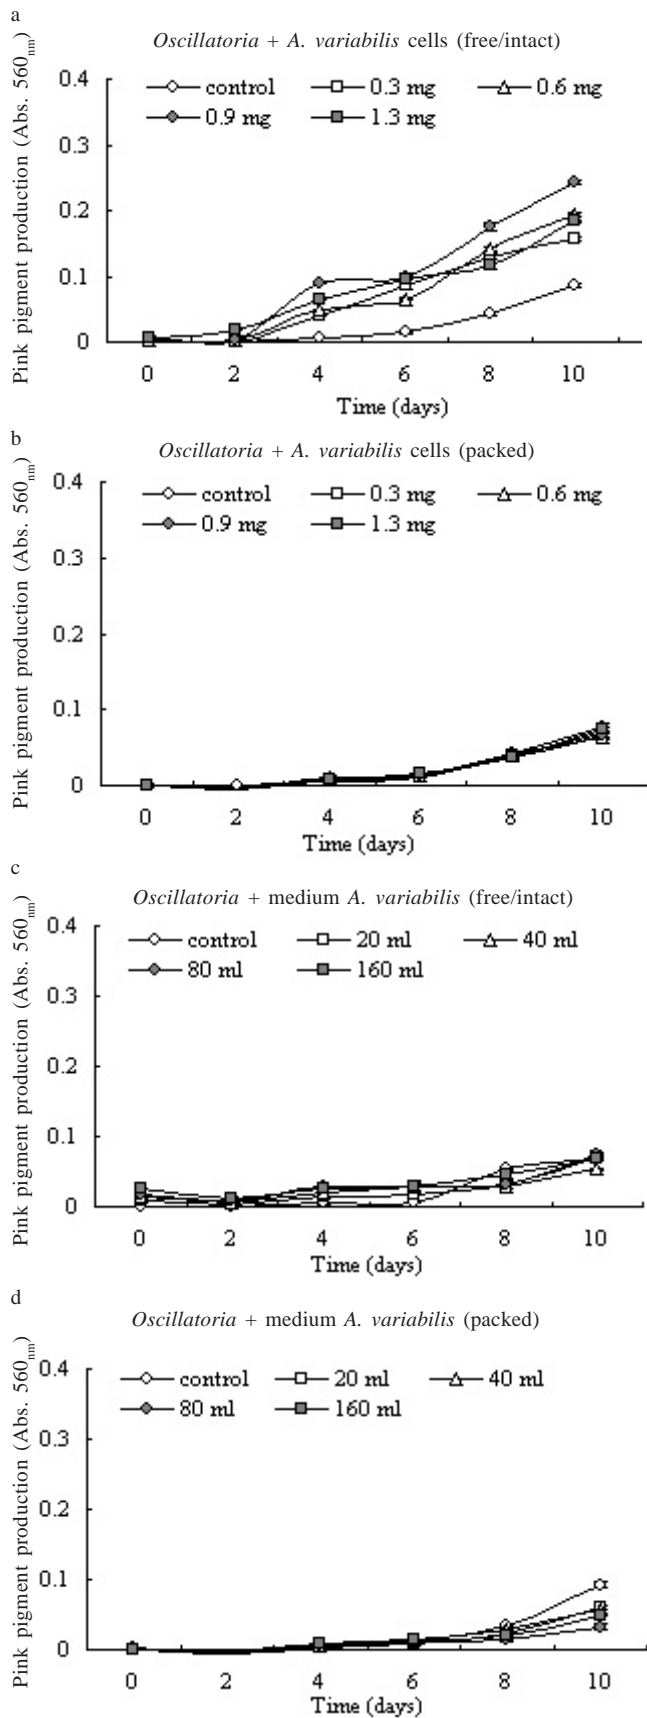 a
Oscillatoria + A. variabilis cells (free/intact)
Pink pigment production (Abs. 560nm)
control 0.3 mg 0.6 mg
0.9 mg 1.3 mg
0.4
0.3
0.2
0.1
0
0 2 4 6 8 10
Time (days)
b
Oscillatoria + A. variabilis cells (packed)
Pink pigment production (Abs. 560nm)
control 0.3 mg 0.6 mg
0.9 mg 1.3 mg
0.4
0.3
0.2
0.1
0
0 2 4 6 8 10
Time (days)
c
Oscillatoria + medium A. variabilis (free/intact)
Pink pigment production (Abs. 560nm)
control 20 ml 40 ml
80 ml 160 ml
0.4
0.3
0.2
0.1
0
0 2 4 6 8 10
Time (days)
d
Oscillatoria + medium A. variabilis (packed)
Pink pigment production (Abs. 560nm)
control 20 ml 40 ml
80 ml 160 ml
0.4
0.3
0.2
0.1
0
0 2 4 6 8 10
Time (days)